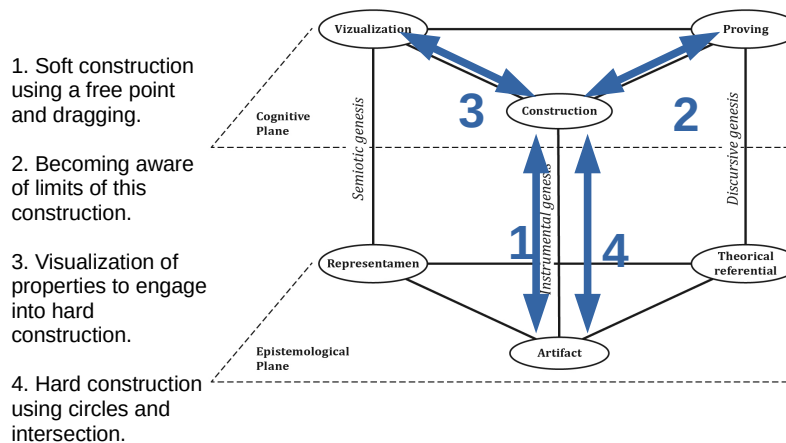 1. Soft construction
using a free point
and dragging.
2. Becoming aware
of limits of this
construction.
3. Visualization of
properties to engage
into hard
construction.
4. Hard construction
using circles and
intersection.
Vizualization
Proving
3
2
Construction
Cognitive
Plane
Semiotic genesis
Instrumental genesis
Discursive genesis
1
4
Representamen
Theorical
referential
Artifact
Epistemological
Plane